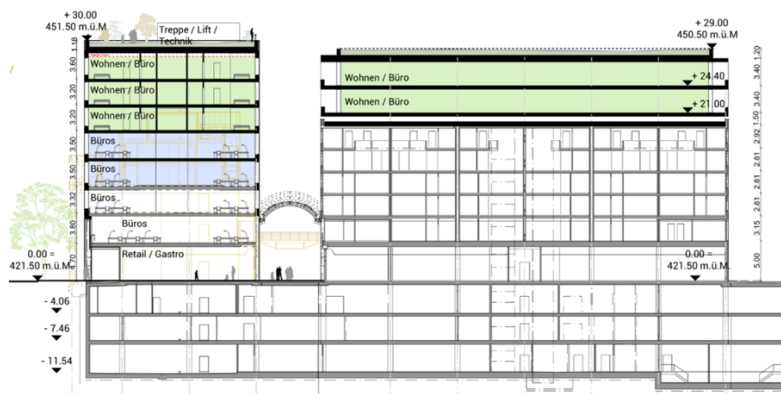 + 30.00
451.50 m.ü.M
Treppe / Lift /
Technik
+ 29.00
450.50 m.ü.M
1.18
3.60
3.20
3.20
3.50
3.50
3.32
3.80
4.70
Wohnen / Büro
Wohnen / Büro
Wohnen / Büro
Büros
Büros
Büros
Büros
Retail / Gastro
Wohnen / Büro
+ 24.40
Wohnen / Büro
+ 21.00
1.20
3.40
3.40
1.50
2.92
2.81
2.81
2.81
3.15
5.00
0.00 =
421.50 m.ü.M
0.00 =
421.50 m.ü.M
- 4.06
- 7.46
- 11.54